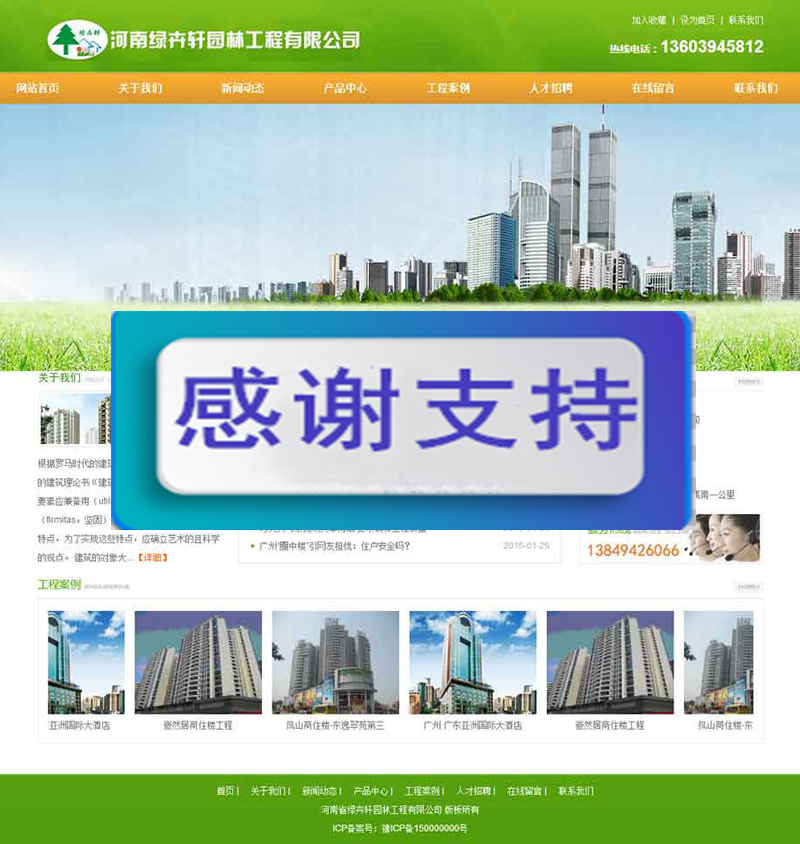 加入收藏 | 设为首页 | 联系我们
绿卉轩
河南绿卉轩园林工程有限公司
热线电话：13603945812
网站首页 关于我们 新闻动态 产品中心 工程案例 人才招聘 在线留言 联系我们
关于我们
感谢支持
根据罗马时代的建
的建筑理论书《建
要素应兼备用（util
（firmitas，坚固）
特点，为了实现这些特点，应确立艺术的且科学
的观点。建筑的对象大...【详细】
广州“圈中楼”引网友担忧：住户安全吗？ 2015-01-26
南一公里
13849426066
工程案例
亚洲国际大酒店 瓷然居商住楼工程 凤山商住楼-东逸翠苑第三 广州·广东亚洲国际大酒店 瓷然居商住楼工程 凤山商住楼-东
首页 | 关于我们 | 新闻动态 | 产品中心 | 工程案例 | 人才招聘 | 在线留言 | 联系我们
河南省绿卉轩园林工程有限公司 版权所有
ICP备案号：豫ICP备150000000号